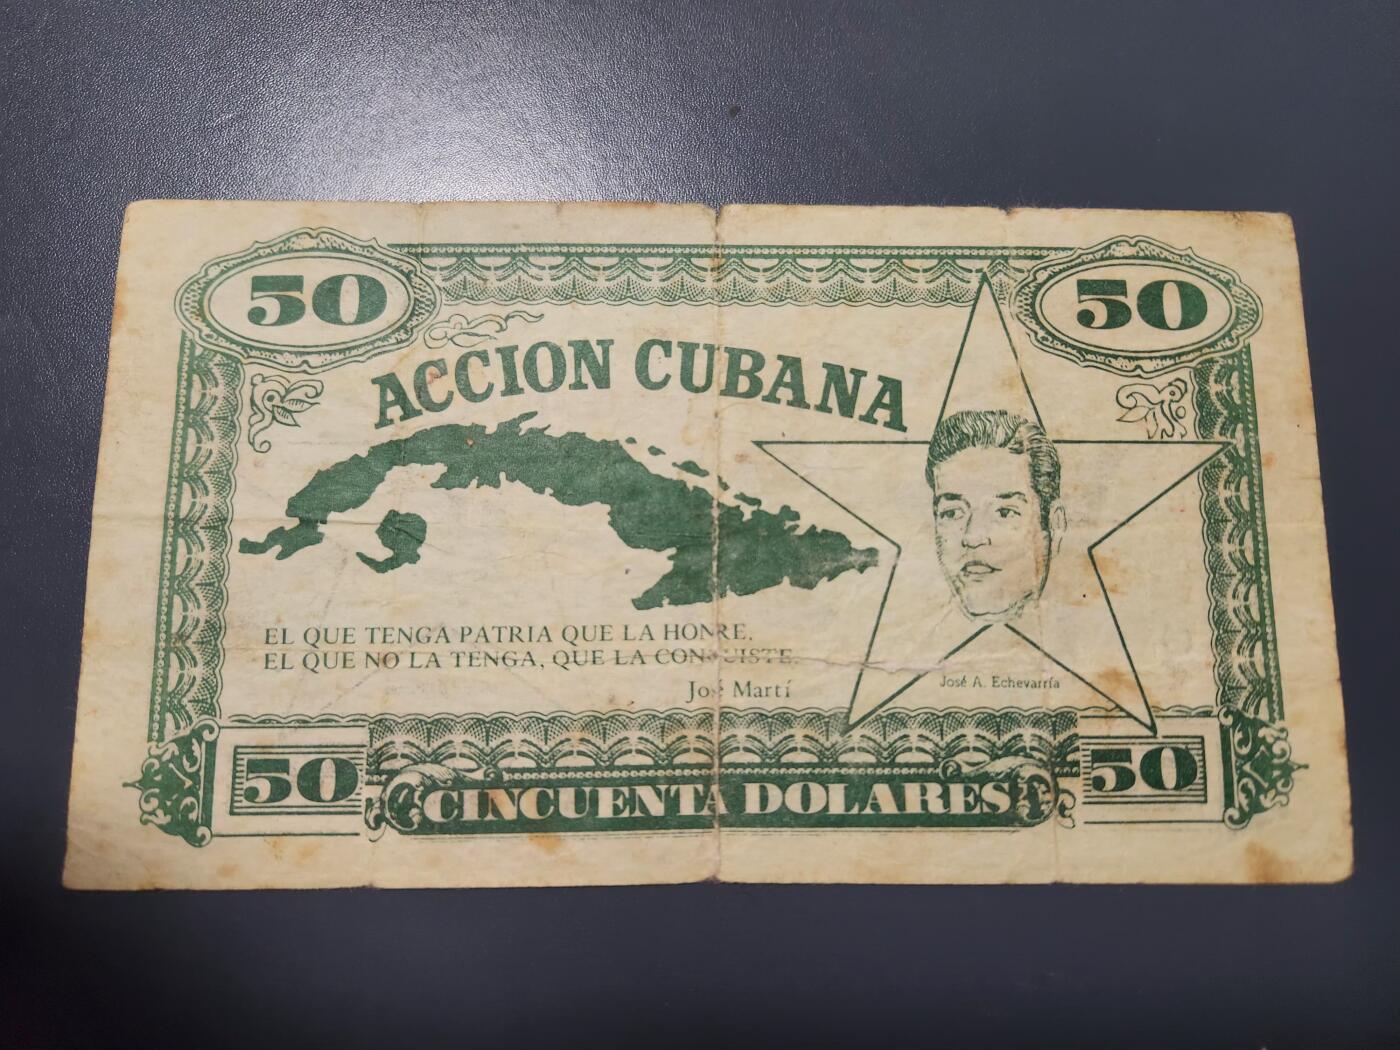 50 50
ACCION CUBANA
EL QUE TENGA PATRIA QUE LA HONRE.
EL QUE NO LA TENGA, QUE LA CONQUISTE.
José Martí
José A. Echevarría
50 CINCUENTA DOLARES 50